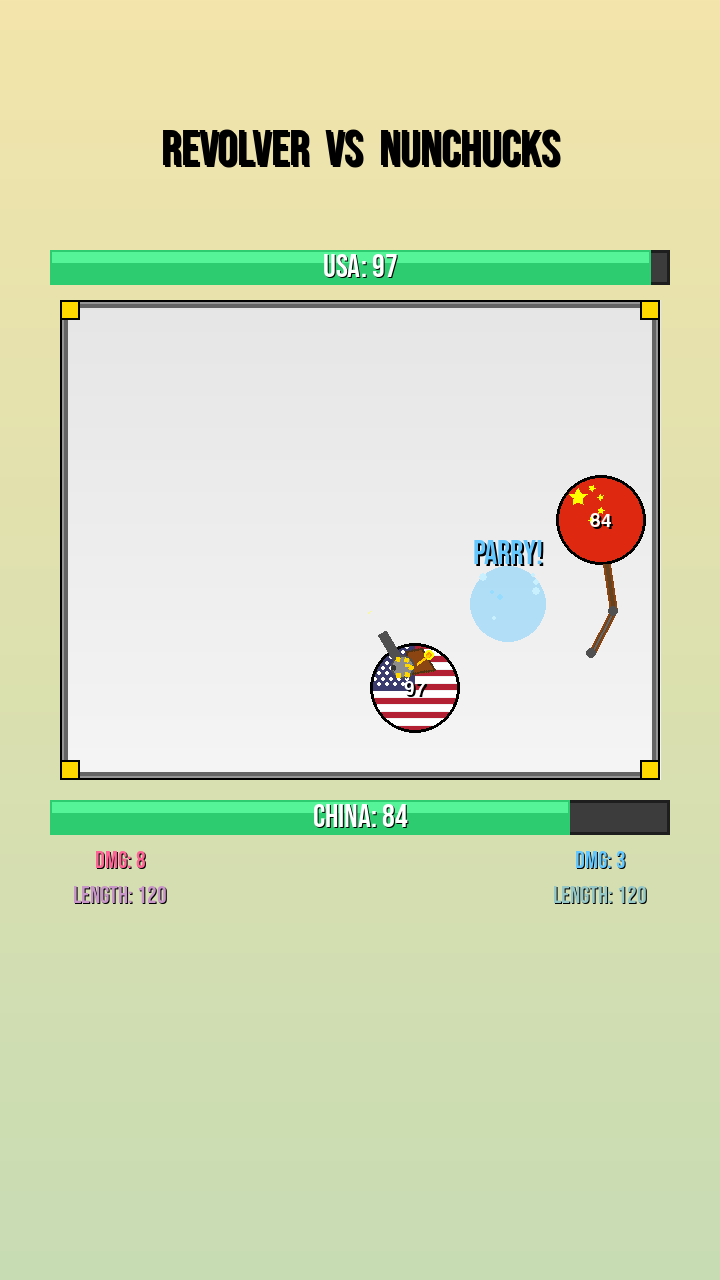 REVOLVER VS NUNCHUCKS
USA: 97
84
PARRY!
97
CHINA: 84
DMG: 8
DMG: 3
LENGTH: 120
LENGTH: 120